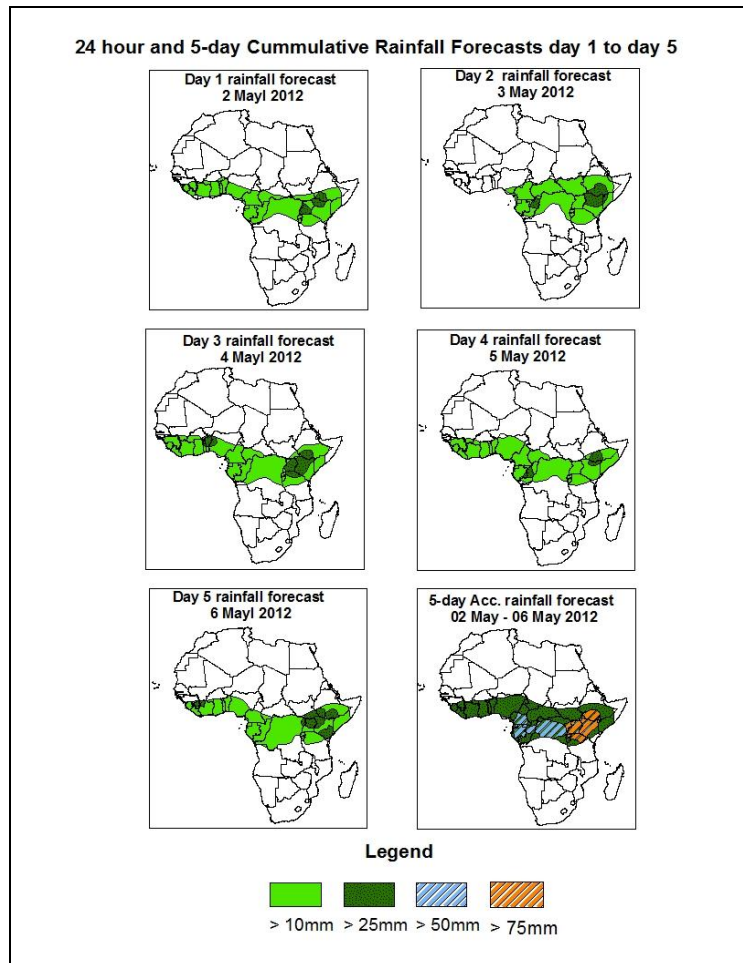 24 hour and 5-day Cummulative Rainfall Forecasts day 1 to day 5
Day 1 rainfall forecast
2 Mayl 2012
Day 2 rainfall forecast
3 May 2012
Day 3 rainfall forecast
4 Mayl 2012
Day 4 rainfall forecast
5 May 2012
Day 5 rainfall forecast
6 Mayl 2012
5-day Acc. rainfall forecast
02 May - 06 May 2012
Legend
> 10mm > 25mm > 50mm > 75mm